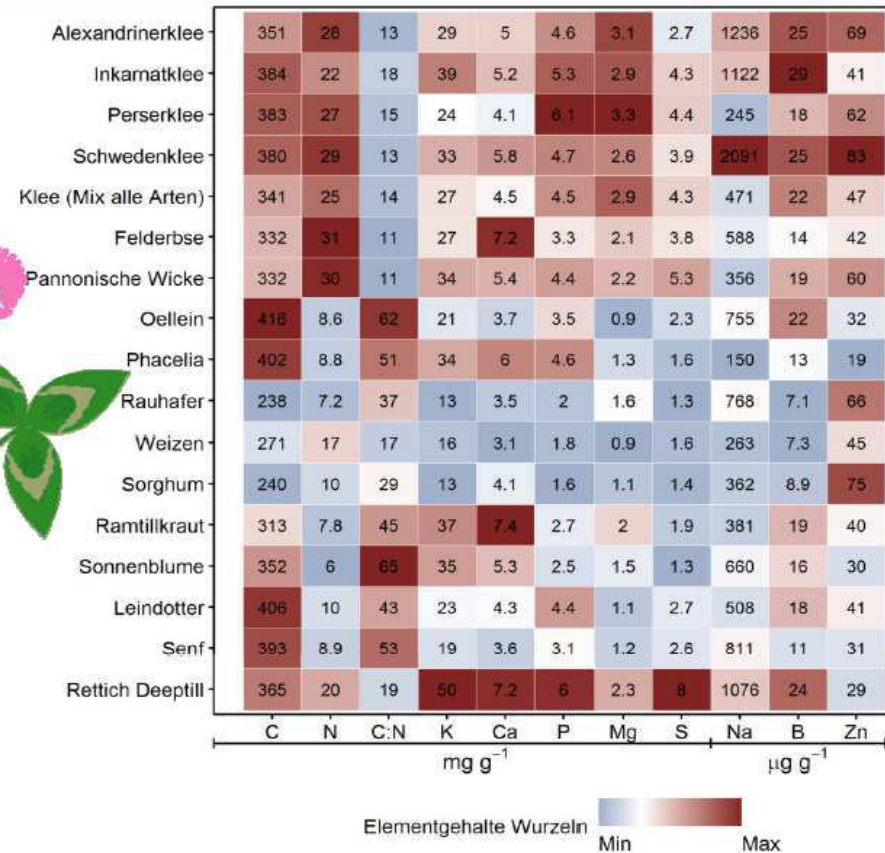 Alexandrinerklee 351 28 13 29 5 4.6 3.1 2.7 1236 25 69
Inkarnatklee 384 22 18 39 5.2 5.3 2.9 4.3 1122 29 41
Perserklee 383 27 15 24 4.1 6.1 3.3 4.4 245 18 62
Schwedenklee 380 29 13 33 5.8 4.7 2.6 3.9 2091 25 83
Klee (Mix alle Arten) 341 25 14 27 4.5 4.5 2.9 4.3 471 22 47
Felderbse 332 31 11 27 7.2 3.3 2.1 3.8 588 14 42
Pannonische Wicke 332 30 11 34 5.4 4.4 2.2 5.3 356 19 60
Oellein 416 8.6 62 21 3.7 3.5 0.9 2.3 755 22 32
Phacelia 402 8.8 51 34 6 4.6 1.3 1.6 150 13 19
Rauhafer 238 7.2 37 13 3.5 2 1.6 1.3 768 7.1 66
Weizen 271 17 17 16 3.1 1.8 0.9 1.6 263 7.3 45
Sorghum 240 10 29 13 4.1 1.6 1.1 1.4 362 8.9 75
Ramtillkraut 313 7.8 45 37 7.4 2.7 2 1.9 381 19 40
Sonnenblume 352 6 65 35 5.3 2.5 1.5 1.3 660 16 30
Leindotter 406 10 43 23 4.3 4.4 1.1 2.7 508 18 41
Senf 393 8.9 53 19 3.6 3.1 1.2 2.6 811 11 31
Rettich Deeptill 365 20 19 50 7.2 6 2.3 8 1076 24 29
C N C:N K Ca P Mg S Na B Zn
mg g⁻¹ µg g⁻¹
Elementgehalte Wurzeln
Min Max